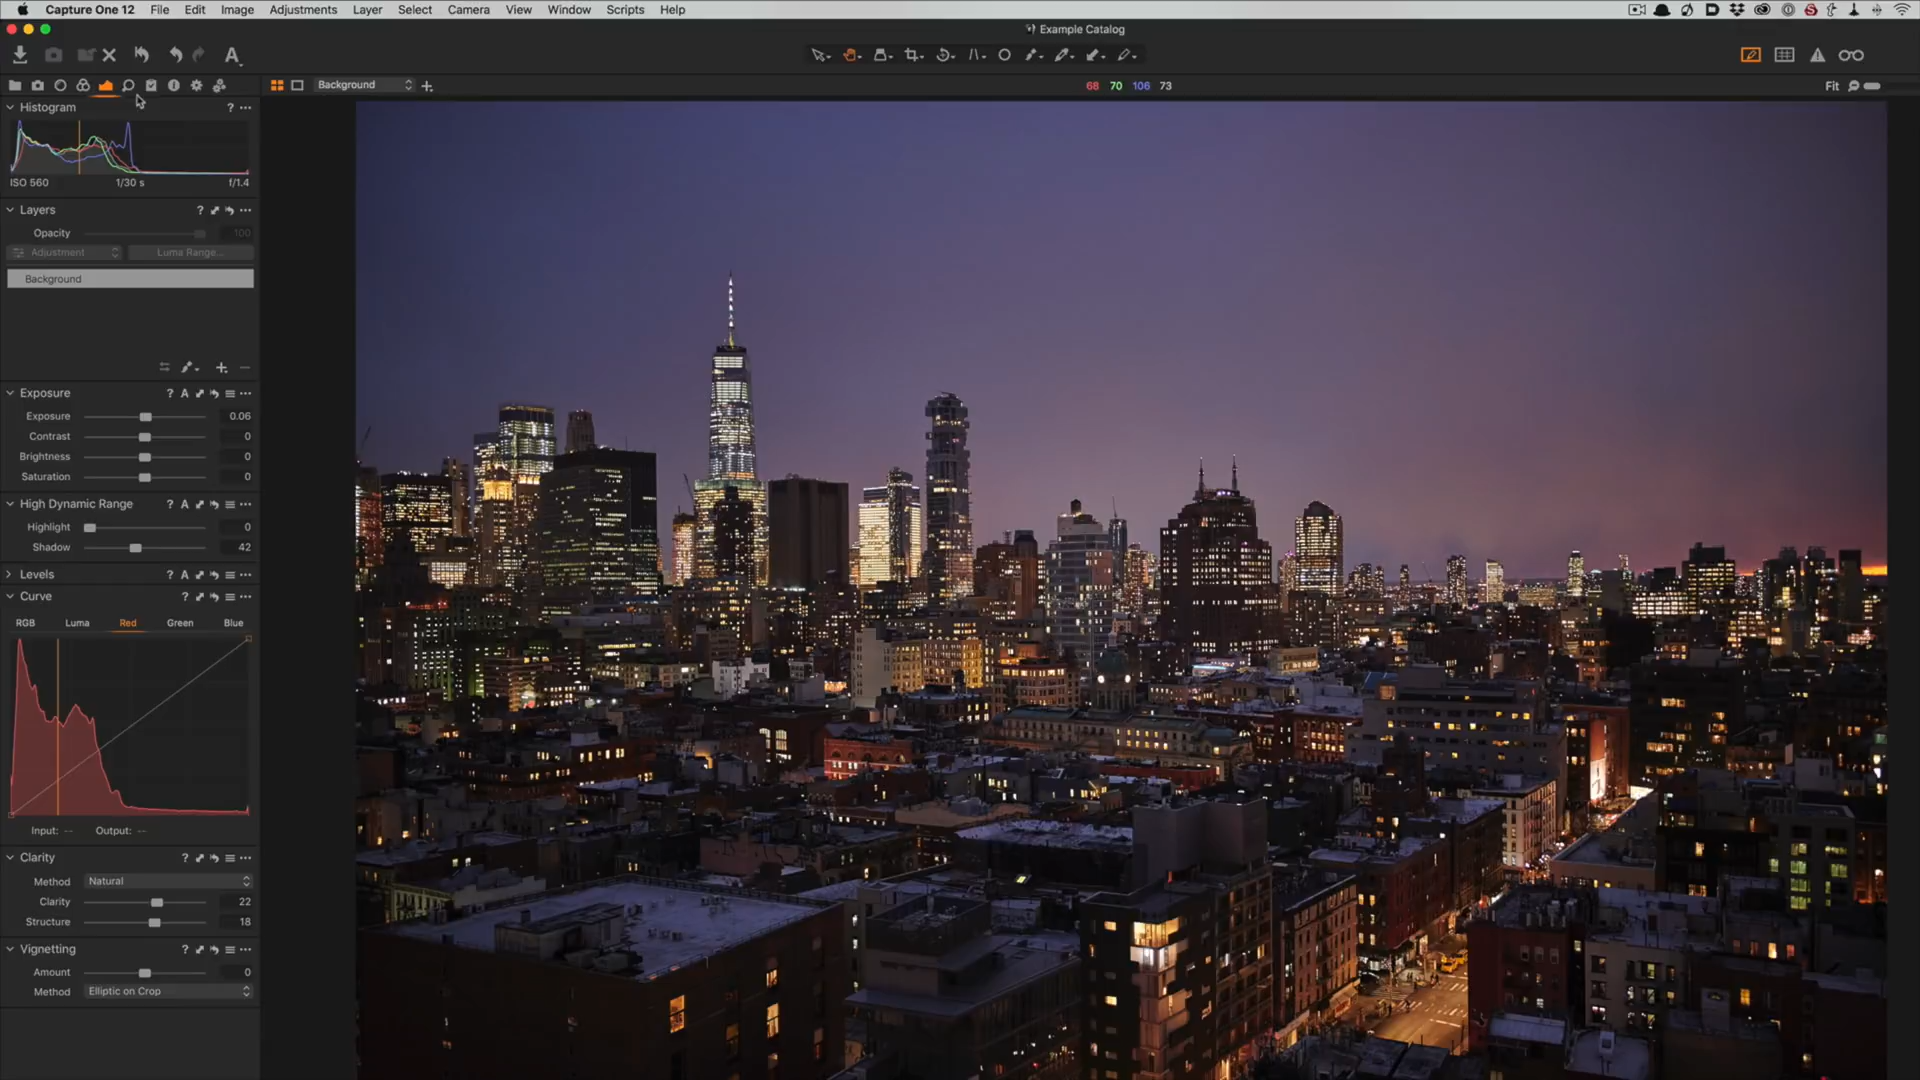 Capture One 12 File Edit Image Adjustments Layer Select Camera View Window Scripts Help
Example Catalog
Background
68 70 106 73
Fit
Histogram
ISO 560 1/30 s f/1.4
Layers
Opacity 100
Adjustment Luma Range...
Background
Exposure
Exposure 0.06
Contrast 0
Brightness 0
Saturation 0
High Dynamic Range
Highlight 0
Shadow 42
Levels
Curve
RGB Luma Red Green Blue
Input: -- Output: --
Clarity
Method Natural
Clarity 22
Structure 18
Vignetting
Amount 0
Method Elliptic on Crop